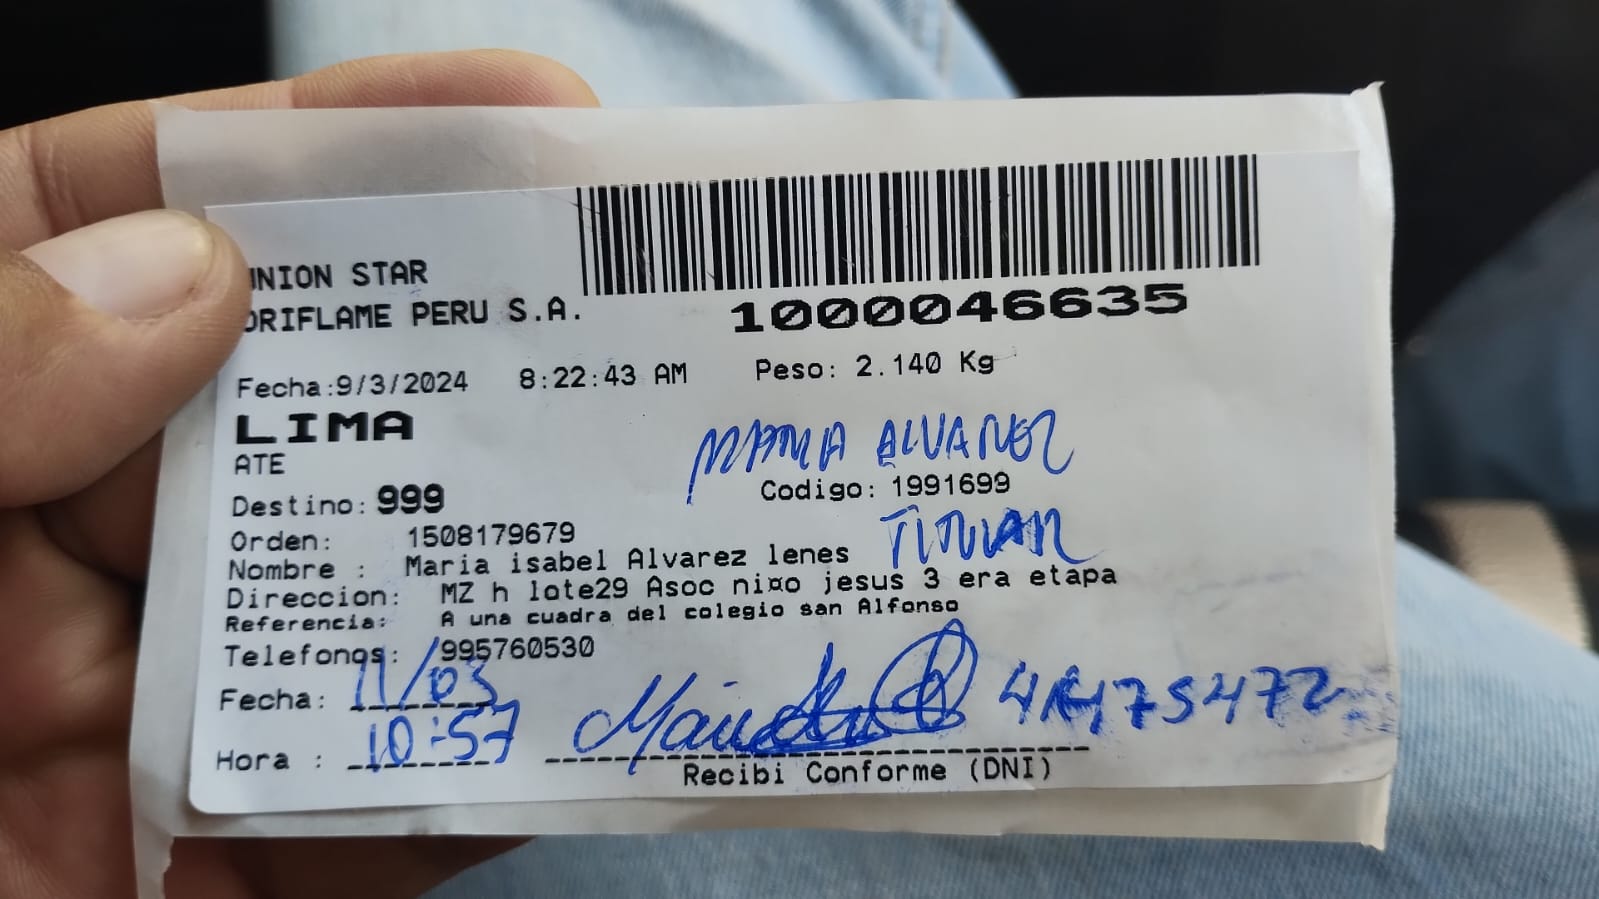 UNION STAR
ORIFLAME PERU S.A.
1000046635
Fecha:9/3/2024 8:22:43 AM Peso: 2.140 Kg
LIMA
ATE
MARIA ALVAREZ
Destino: 999 Codigo: 1991699
Orden: 1508179679
TITULAR
Nombre : Maria isabel Alvarez lenes
Direccion: MZ h lote29 Asoc ni¤o jesus 3 era etapa
Referencia: A una cuadra del colegio san Alfonso
Telefonos: /995760530
Fecha: 11/03
Hora : 10:57
Recibi Conforme (DNI)